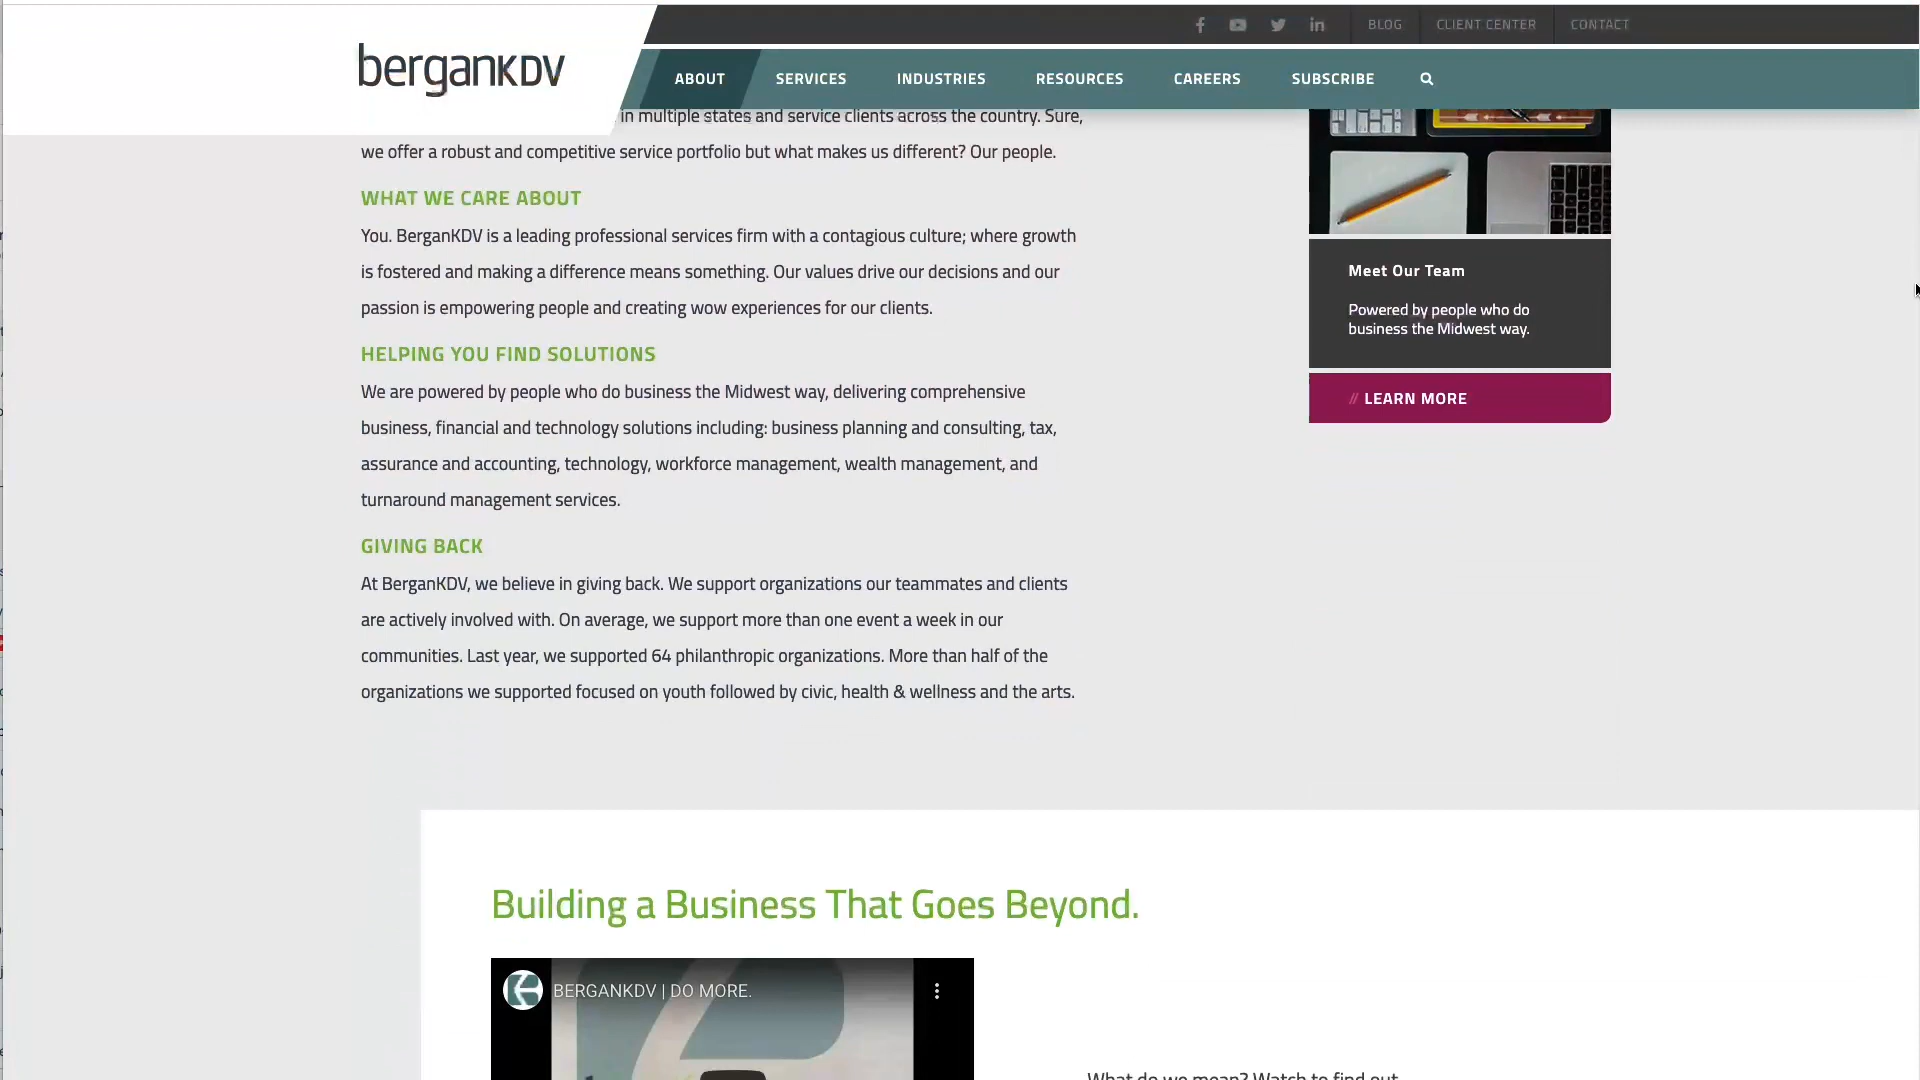 BLOG
CLIENT CENTER
CONTACT
berganKDV
ABOUT
SERVICES
INDUSTRIES
RESOURCES
CAREERS
SUBSCRIBE
in multiple states and service clients across the country. Sure,
we offer a robust and competitive service portfolio but what makes us different? Our people.
WHAT WE CARE ABOUT
You. BerganKDV is a leading professional services firm with a contagious culture; where growth
is fostered and making a difference means something. Our values drive our decisions and our
passion is empowering people and creating wow experiences for our clients.
HELPING YOU FIND SOLUTIONS
We are powered by people who do business the Midwest way, delivering comprehensive
business, financial and technology solutions including: business planning and consulting, tax,
assurance and accounting, technology, workforce management, wealth management, and
turnaround management services.
GIVING BACK
At BerganKDV, we believe in giving back. We support organizations our teammates and clients
are actively involved with. On average, we support more than one event a week in our
communities. Last year, we supported 64 philanthropic organizations. More than half of the
organizations we supported focused on youth followed by civic, health & wellness and the arts.
Meet Our Team
Powered by people who do
business the Midwest way.
// LEARN MORE
Building a Business That Goes Beyond.
BERGANKDV | DO MORE.
What do we mean? Watch to find out